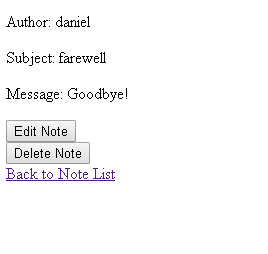 Author: daniel
Subject: farewell
Message: Goodbye!
Edit Note
Delete Note
Back to Note List